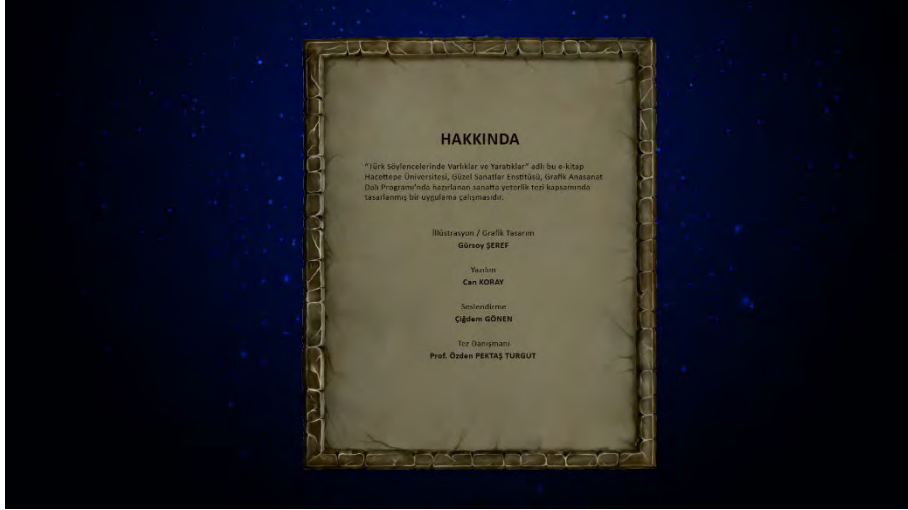 HAKKINDA
"Türk Söylencelerinde Varlıklar ve Yaratıklar" adlı bu e-kitap
Hacettepe Üniversitesi, Güzel Sanatlar Enstitüsü, Grafik Anasanat
Dalı Programı'nda hazırlanan sanatta yeterlik tezi kapsamında
tasarlanmış bir uygulama çalışmasıdır.
İllüstrasyon / Grafik Tasarım
Gürsoy ŞEREF
Yazılım
Can KORAY
Seslendirme
Çiğdem GÖNEN
Tez Danışmanı
Prof. Özden PEKTAŞ TURGUT